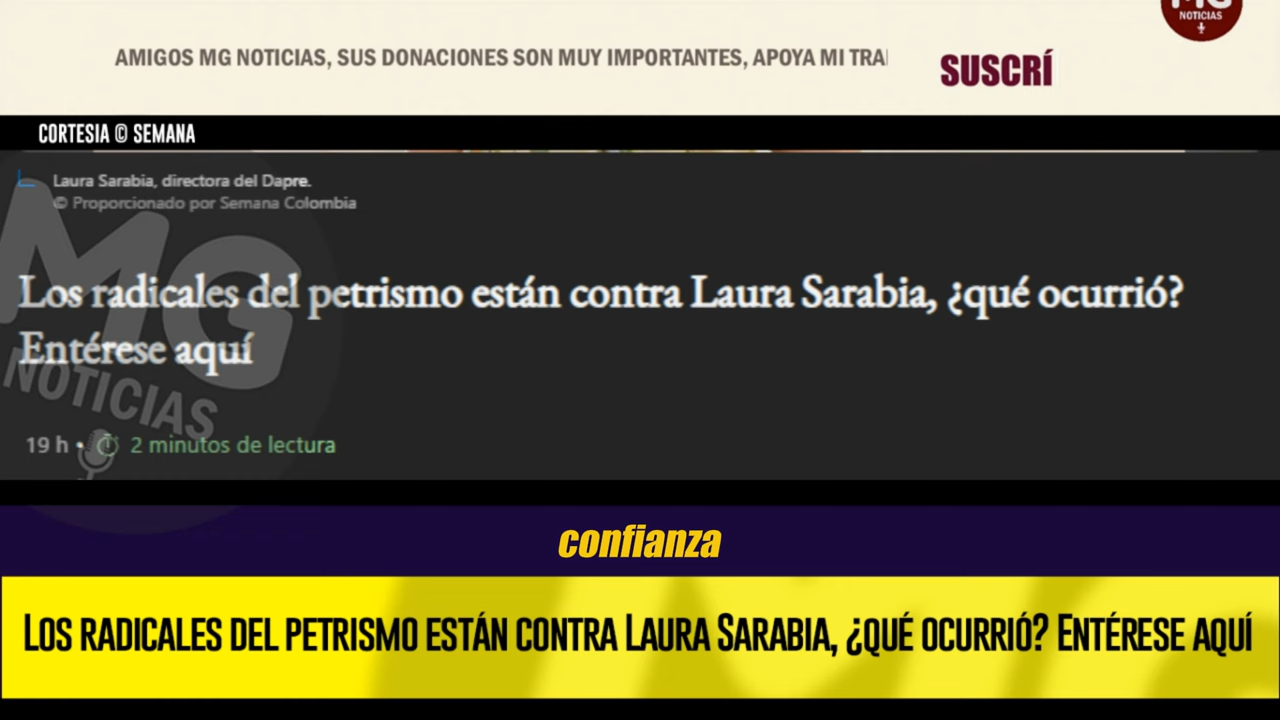 MG
NOTICIAS
AMIGOS MG NOTICIAS, SUS DONACIONES SON MUY IMPORTANTES, APOYA MI
SUSCRÍ
CORTESIA © SEMANA
Laura Sarabia, directora del Dapre.
© Proporcionado por Semana Colombia
Los radicales del petrismo están contra Laura Sarabia, ¿qué ocurrió?
Entérese aquí
MG
NOTICIAS
19 h • 2 minutos de lectura
confianza
LOS RADICALES DEL PETRISMO ESTÁN CONTRA LAURA SARABIA, ¿QUÉ OCURRIÓ? ENTÉRESE AQUÍ